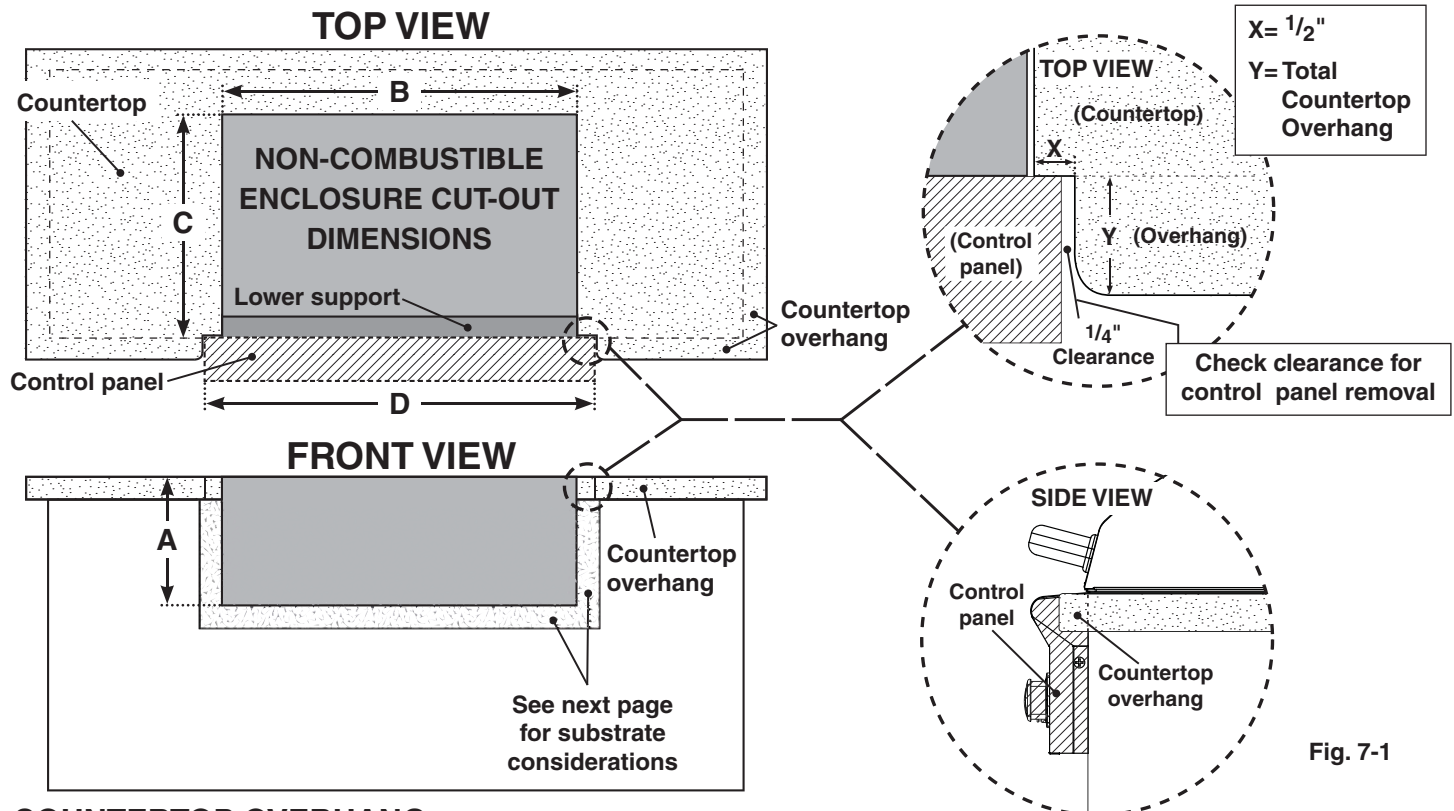 TOP VIEW
Countertop
B
NON-COMBUSTIBLE
ENCLOSURE CUT-OUT
DIMENSIONS
C
Lower support
Countertop
overhang
Control panel
D
TOP VIEW
(Countertop)
X
(Control
panel)
Y (Overhang)
1/4"
Clearance
X= 1/2"
Y= Total
Countertop
Overhang
Check clearance for
control panel removal
FRONT VIEW
A
Countertop
overhang
See next page
for substrate
considerations
SIDE VIEW
Control
panel
Countertop
overhang
Fig. 7-1
COUNTERTOP OVERHANG